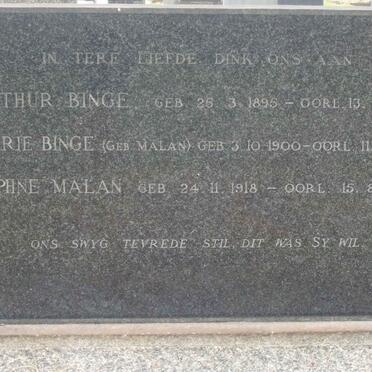 IN TERE LIEFDE DINK ONS AAN
THUR BINGE GEB. 26. 3. 1895 – OORL. 13.
RIE BINGE (GEB MALAN) GEB 3. 10. 1900 – OORL. 11
PHNE MALAN GEB. 24. 11. 1918 – OORL. 15. 8
ONS SWYG TEVREDE STIL, DIT WAS SY WIL.